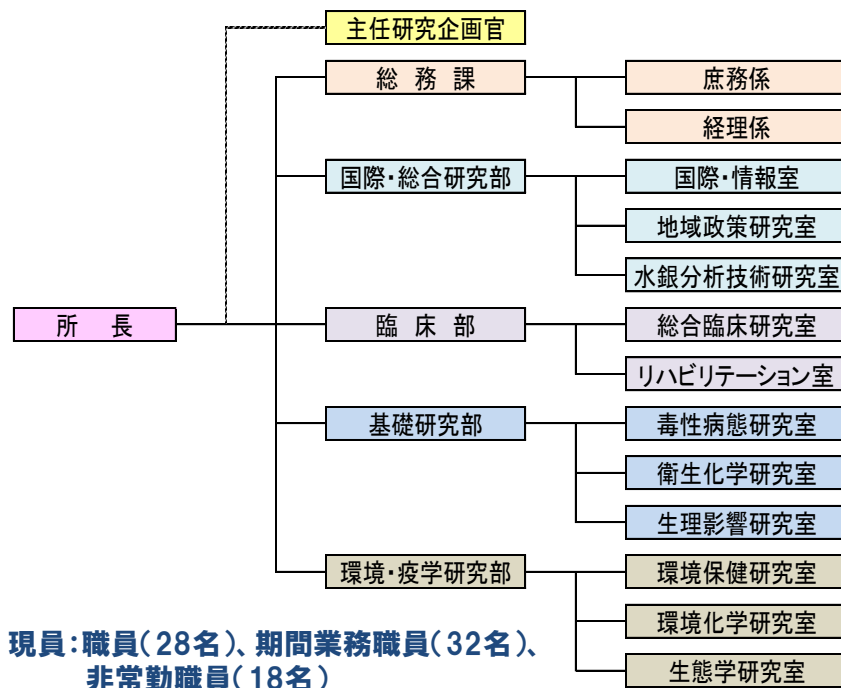 主任研究企画官
総　務　課
庶務係
経理係
国際・総合研究部
国際・情報室
地域政策研究室
水銀分析技術研究室
所　長
臨　床　部
総合臨床研究室
リハビリテーション室
基礎研究部
毒性病態研究室
衛生化学研究室
生理影響研究室
環境・疫学研究部
環境保健研究室
環境化学研究室
生態学研究室
現員：職員（28名）、期間業務職員（32名）、
非常勤職員（18名）